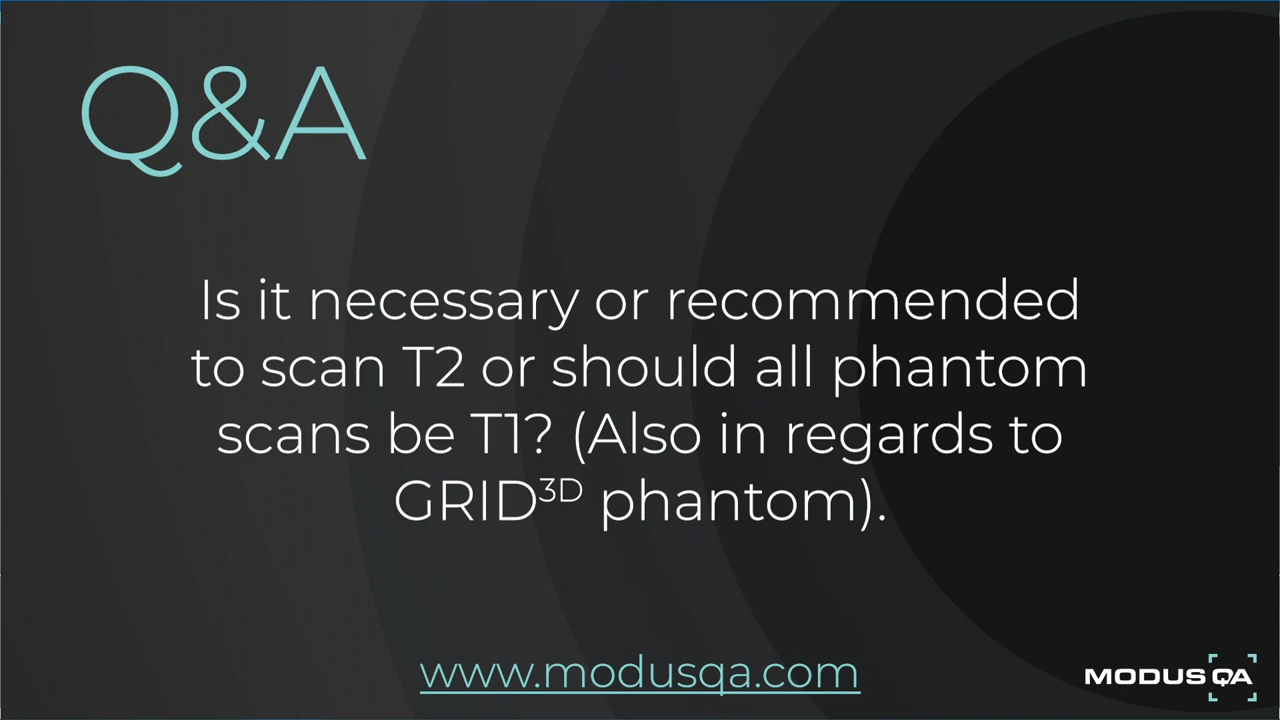 Q&A
Is it necessary or recommended
to scan T2 or should all phantom
scans be T1? (Also in regards to
GRID³ᴰ phantom).
www.modusqa.com
MODUS QA